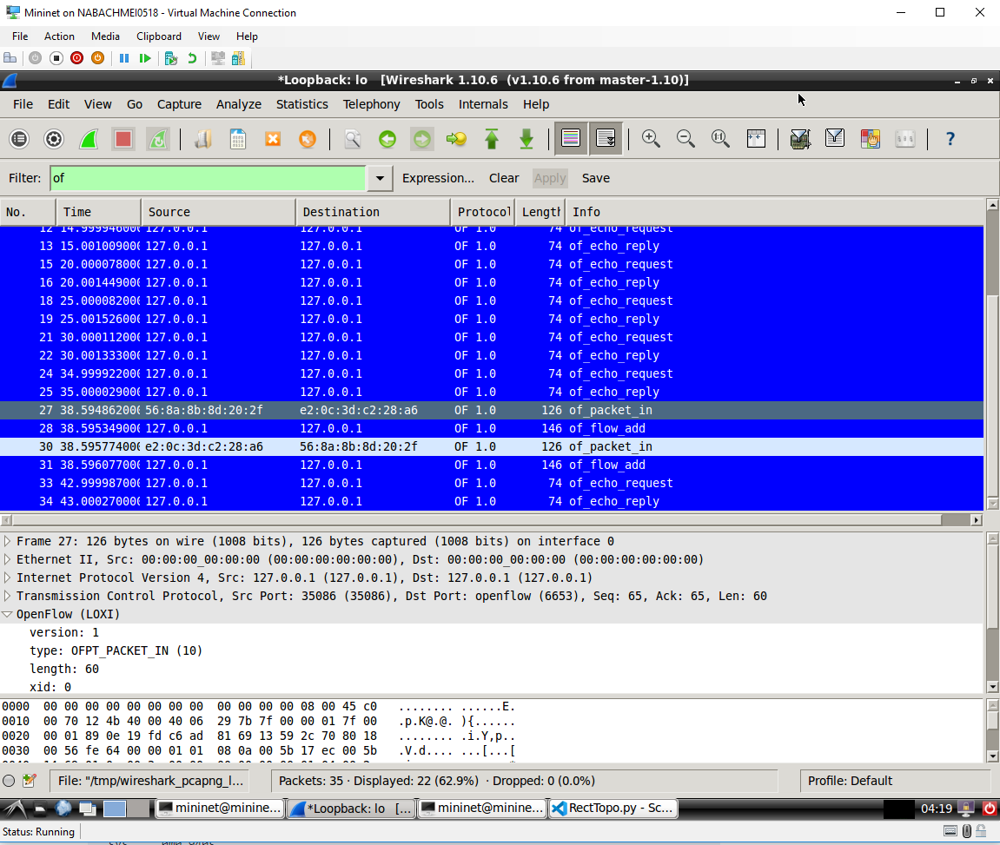 Mininet on NABACHMEI0518 - Virtual Machine Connection
File Action Media Clipboard View Help
*Loopback: lo [Wireshark 1.10.6 (v1.10.6 from master-1.10)]
File Edit View Go Capture Analyze Statistics Telephony Tools Internals Help
Filter: of Expression... Clear Apply Save
No. Time Source Destination Protocol Length Info
12 14.999946000 127.0.0.1 127.0.0.1 OF 1.0 74 of_echo_request
13 15.001009000 127.0.0.1 127.0.0.1 OF 1.0 74 of_echo_reply
15 20.000078000 127.0.0.1 127.0.0.1 OF 1.0 74 of_echo_request
16 20.001449000 127.0.0.1 127.0.0.1 OF 1.0 74 of_echo_reply
18 25.000082000 127.0.0.1 127.0.0.1 OF 1.0 74 of_echo_request
19 25.001526000 127.0.0.1 127.0.0.1 OF 1.0 74 of_echo_reply
21 30.000112000 127.0.0.1 127.0.0.1 OF 1.0 74 of_echo_request
22 30.001333000 127.0.0.1 127.0.0.1 OF 1.0 74 of_echo_reply
24 34.999922000 127.0.0.1 127.0.0.1 OF 1.0 74 of_echo_request
25 35.000029000 127.0.0.1 127.0.0.1 OF 1.0 74 of_echo_reply
27 38.594862000 56:8a:8b:8d:20:2f e2:0c:3d:c2:28:a6 OF 1.0 126 of_packet_in
28 38.595349000 127.0.0.1 127.0.0.1 OF 1.0 146 of_flow_add
30 38.595774000 e2:0c:3d:c2:28:a6 56:8a:8b:8d:20:2f OF 1.0 126 of_packet_in
31 38.596077000 127.0.0.1 127.0.0.1 OF 1.0 146 of_flow_add
33 42.999987000 127.0.0.1 127.0.0.1 OF 1.0 74 of_echo_request
34 43.000270000 127.0.0.1 127.0.0.1 OF 1.0 74 of_echo_reply
Frame 27: 126 bytes on wire (1008 bits), 126 bytes captured (1008 bits) on interface 0
Ethernet II, Src: 00:00:00_00:00:00 (00:00:00:00:00:00), Dst: 00:00:00_00:00:00 (00:00:00:00:00:00)
Internet Protocol Version 4, Src: 127.0.0.1 (127.0.0.1), Dst: 127.0.0.1 (127.0.0.1)
Transmission Control Protocol, Src Port: 35086 (35086), Dst Port: openflow (6653), Seq: 65, Ack: 65, Len: 60
OpenFlow (LOXI)
version: 1
type: OFPT_PACKET_IN (10)
length: 60
xid: 0
0000 00 00 00 00 00 00 00 00 00 00 00 00 08 00 45 c0 ........ ......E.
0010 00 70 12 4b 40 00 40 06 29 7b 7f 00 00 01 7f 00 .p.K@.@. ){......
0020 00 01 89 0e 19 fd c6 ad 81 69 13 59 2c 70 80 18 ........ .i.Y,p..
0030 00 56 fe 64 00 00 01 01 08 0a 00 5b 17 ec 00 5b .V.d.... ...[...[
File: "/tmp/wireshark_pcapng_l... Packets: 35 · Displayed: 22 (62.9%) · Dropped: 0 (0.0%) Profile: Default
mininet@minine... *Loopback: lo [... mininet@minine... RectTopo.py - Sc... 04:19
Status: Running